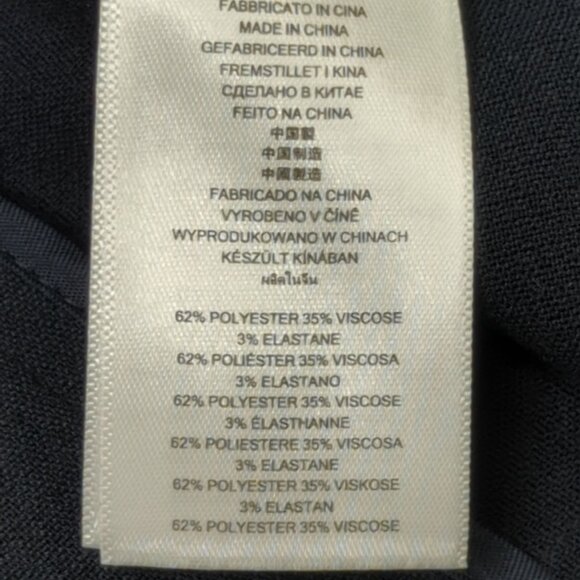 FABBRICATO IN CINA
MADE IN CHINA
GEFABRICEERD IN CHINA
FREMSTILLET I KINA
СДЕЛАНО В КИТАЕ
FEITO NA CHINA
中国製
中国制造
中國製造
FABRICADO NA CHINA
VYROBENO V ČÍNĚ
WYPRODUKOWANO W CHINACH
KÉSZÜLT KÍNÁBAN
ผลิตในจีน
62% POLYESTER 35% VISCOSE
3% ELASTANE
62% POLIÉSTER 35% VISCOSA
3% ELASTANO
62% POLYESTER 35% VISCOSE
3% ÉLASTHANNE
62% POLIESTERE 35% VISCOSA
3% ELASTANE
62% POLYESTER 35% VISKOSE
3% ELASTAN
62% POLYESTER 35% VISCOSE